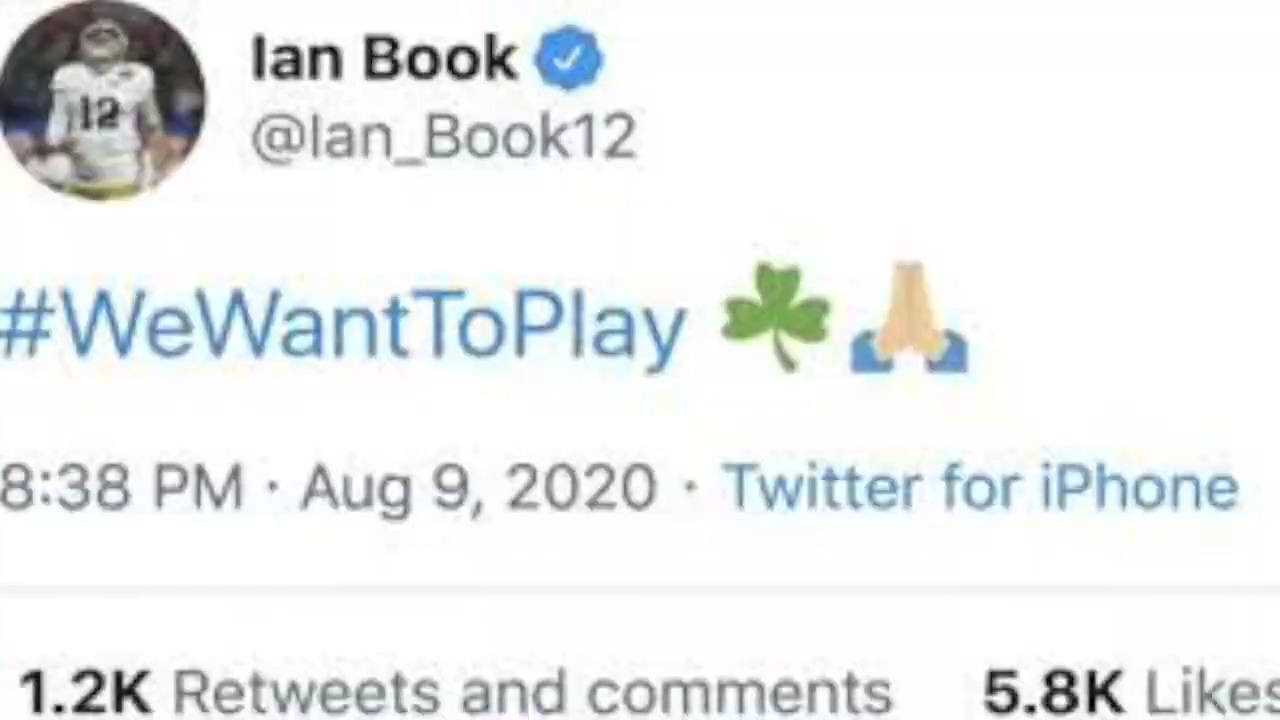 Ian Book
@Ian_Book12
12
#WeWantToPlay ☘️🙏🏼
8:38 PM · Aug 9, 2020 · Twitter for iPhone
1.2K Retweets and comments 5.8K Likes